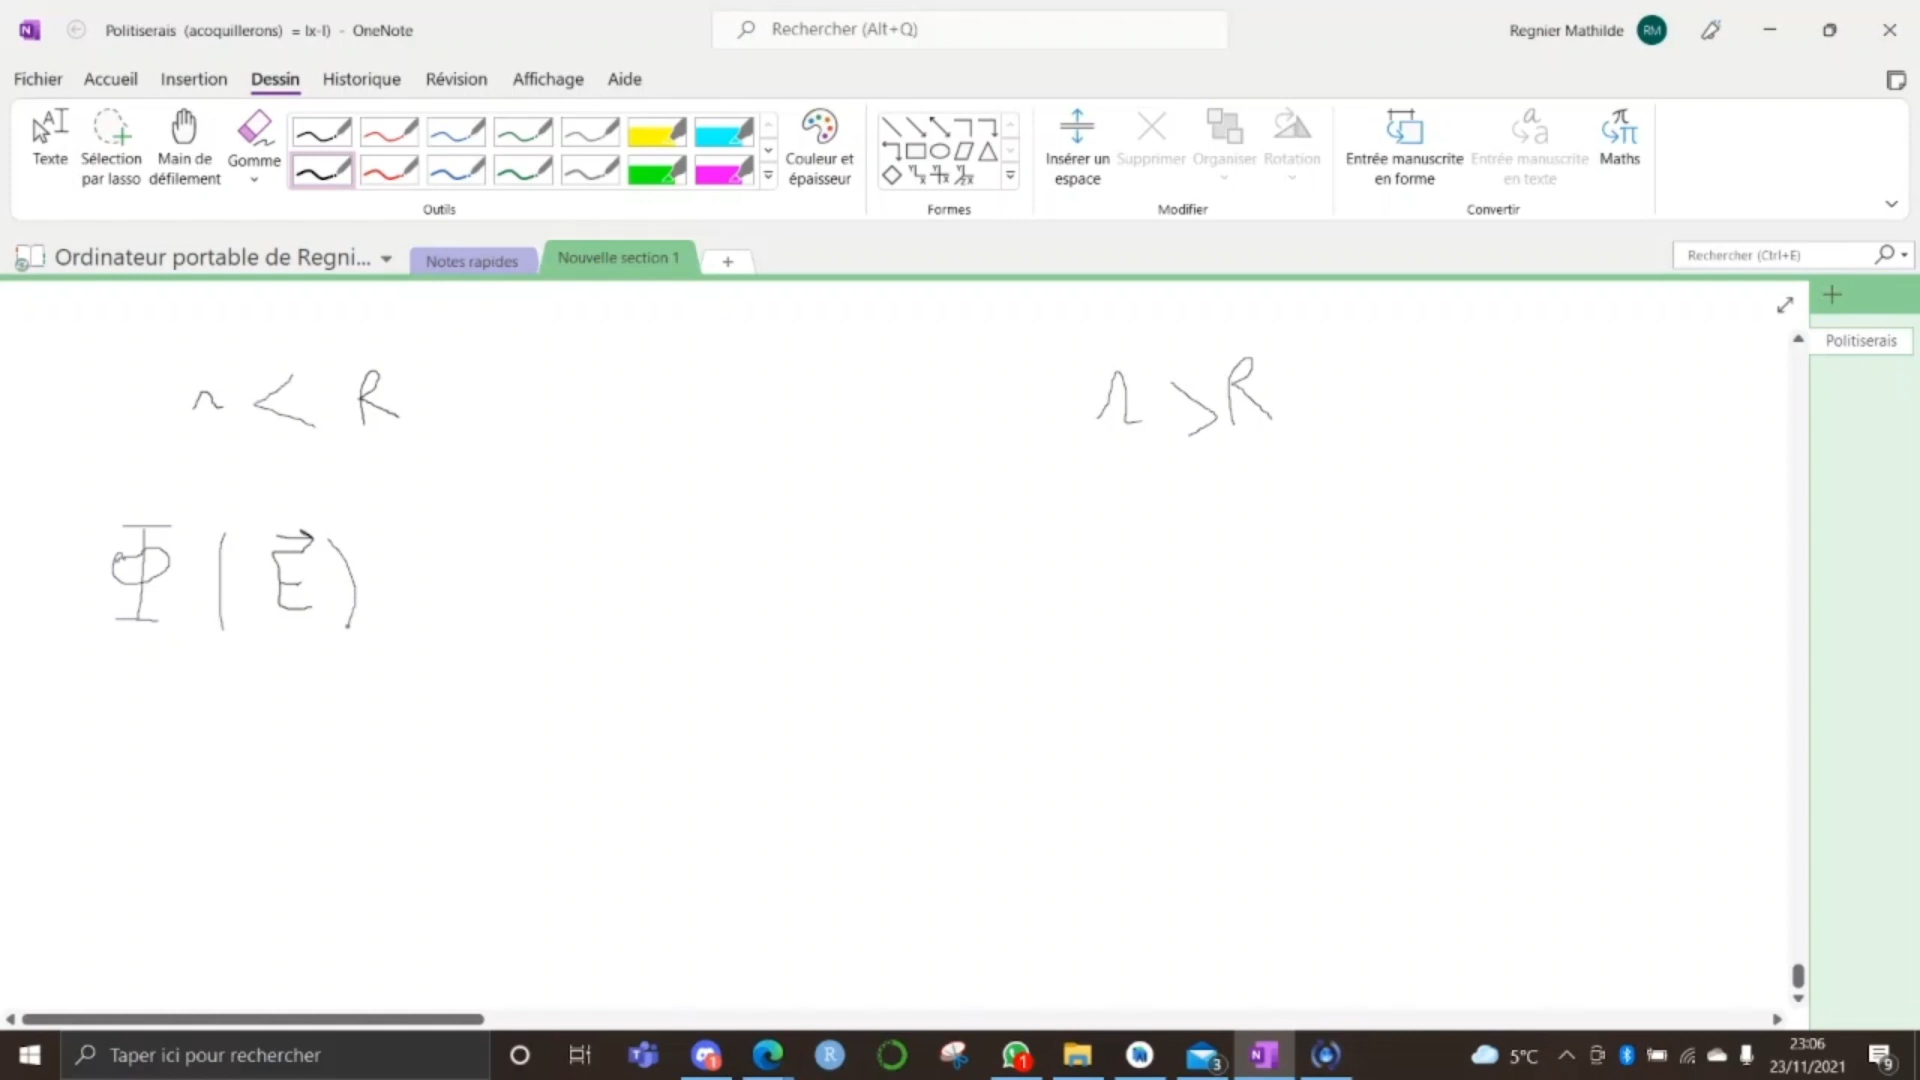 Politiserais (acoquillerons) = lx-l) - OneNote
Rechercher (Alt+Q)
Regnier Mathilde RM
Fichier Accueil Insertion Dessin Historique Révision Affichage Aide
Texte
Sélection par lasso
Main de défilement
Gomme
Couleur et épaisseur
Insérer un espace
Supprimer
Organiser
Rotation
Entrée manuscrite en forme
Entrée manuscrite en texte
Maths
Outils
Formes
Modifier
Convertir
Ordinateur portable de Regni...
Notes rapides
Nouvelle section 1
Rechercher (Ctrl+E)
Politiserais
r < R
r > R
Φ ( E⃗ )
Taper ici pour rechercher
5°C
23:06
23/11/2021